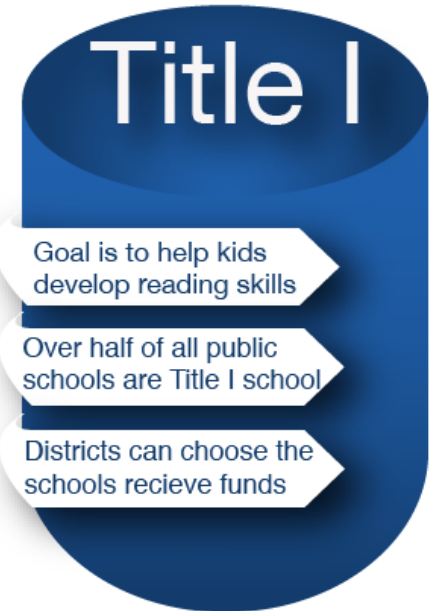 Title I
Goal is to help kids
develop reading skills
Over half of all public
schools are Title I school
Districts can choose the
schools recieve funds